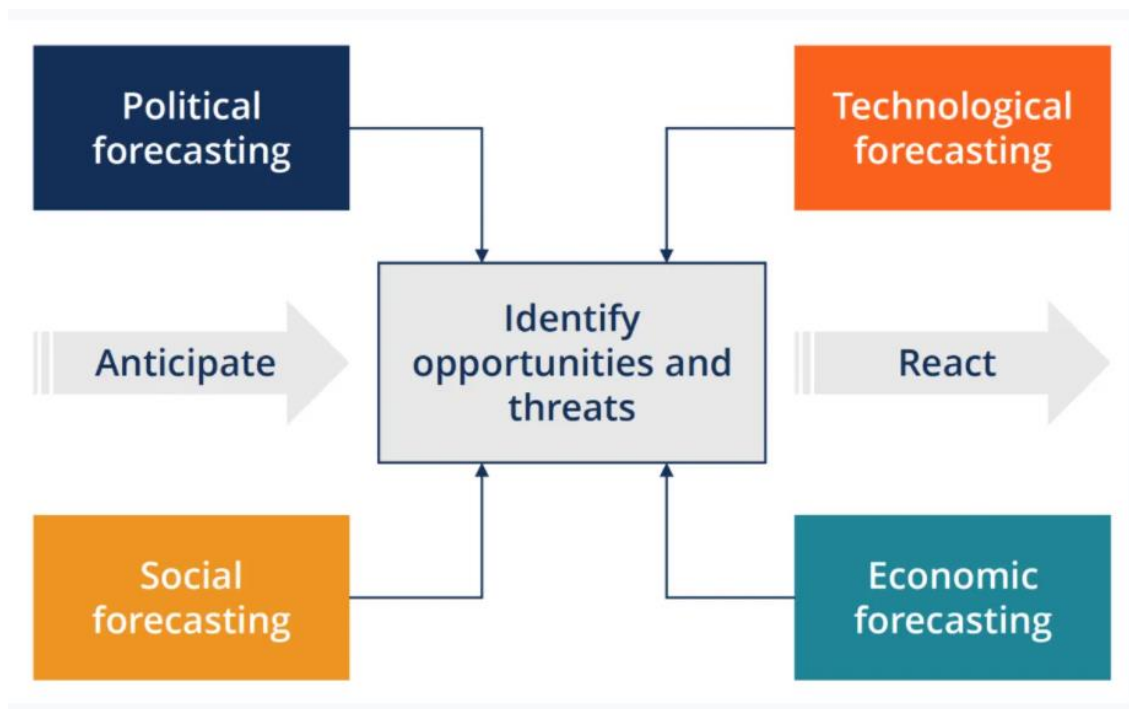 Political
forecasting
Technological
forecasting
Anticipate
Identify
opportunities and
threats
React
Social
forecasting
Economic
forecasting